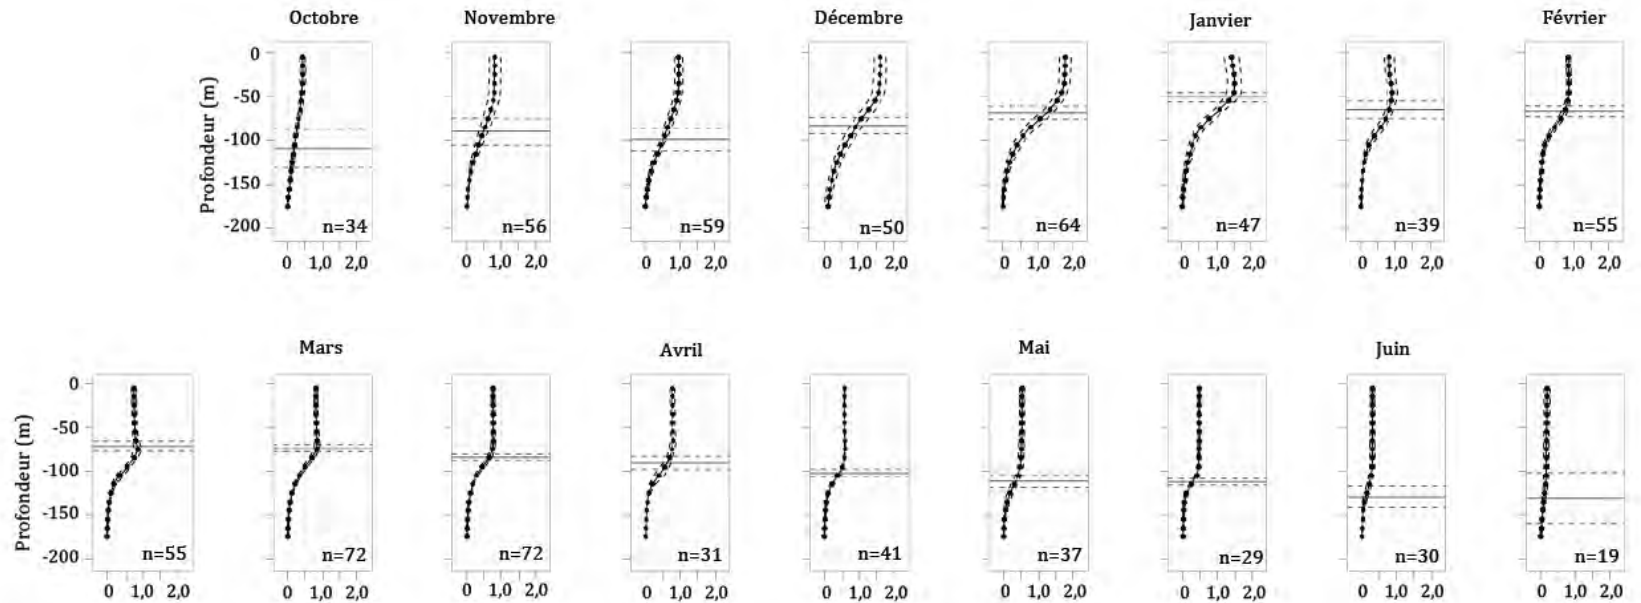 Octobre Novembre Décembre Janvier Février
Profondeur (m)
0
-50
-100
-150
-200
n=34 n=56 n=59 n=50 n=64 n=47 n=39 n=55
0 1,0 2,0 0 1,0 2,0 0 1,0 2,0 0 1,0 2,0 0 1,0 2,0 0 1,0 2,0 0 1,0 2,0 0 1,0 2,0
Mars Avril Mai Juin
Profondeur (m)
0
-50
-100
-150
-200
n=55 n=72 n=72 n=31 n=41 n=37 n=29 n=30 n=19
0 1,0 2,0 0 1,0 2,0 0 1,0 2,0 0 1,0 2,0 0 1,0 2,0 0 1,0 2,0 0 1,0 2,0 0 1,0 2,0 0 1,0 2,0